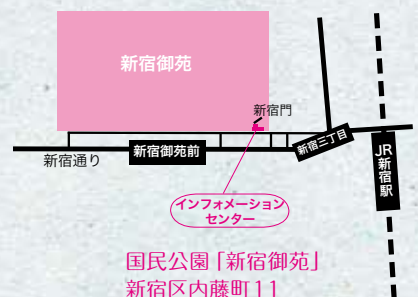 新宿御苑
新宿門
新宿三丁目
新宿御苑前
JR新宿駅
新宿通り
インフォメーション
センター
国民公園「新宿御苑」
新宿区内藤町11